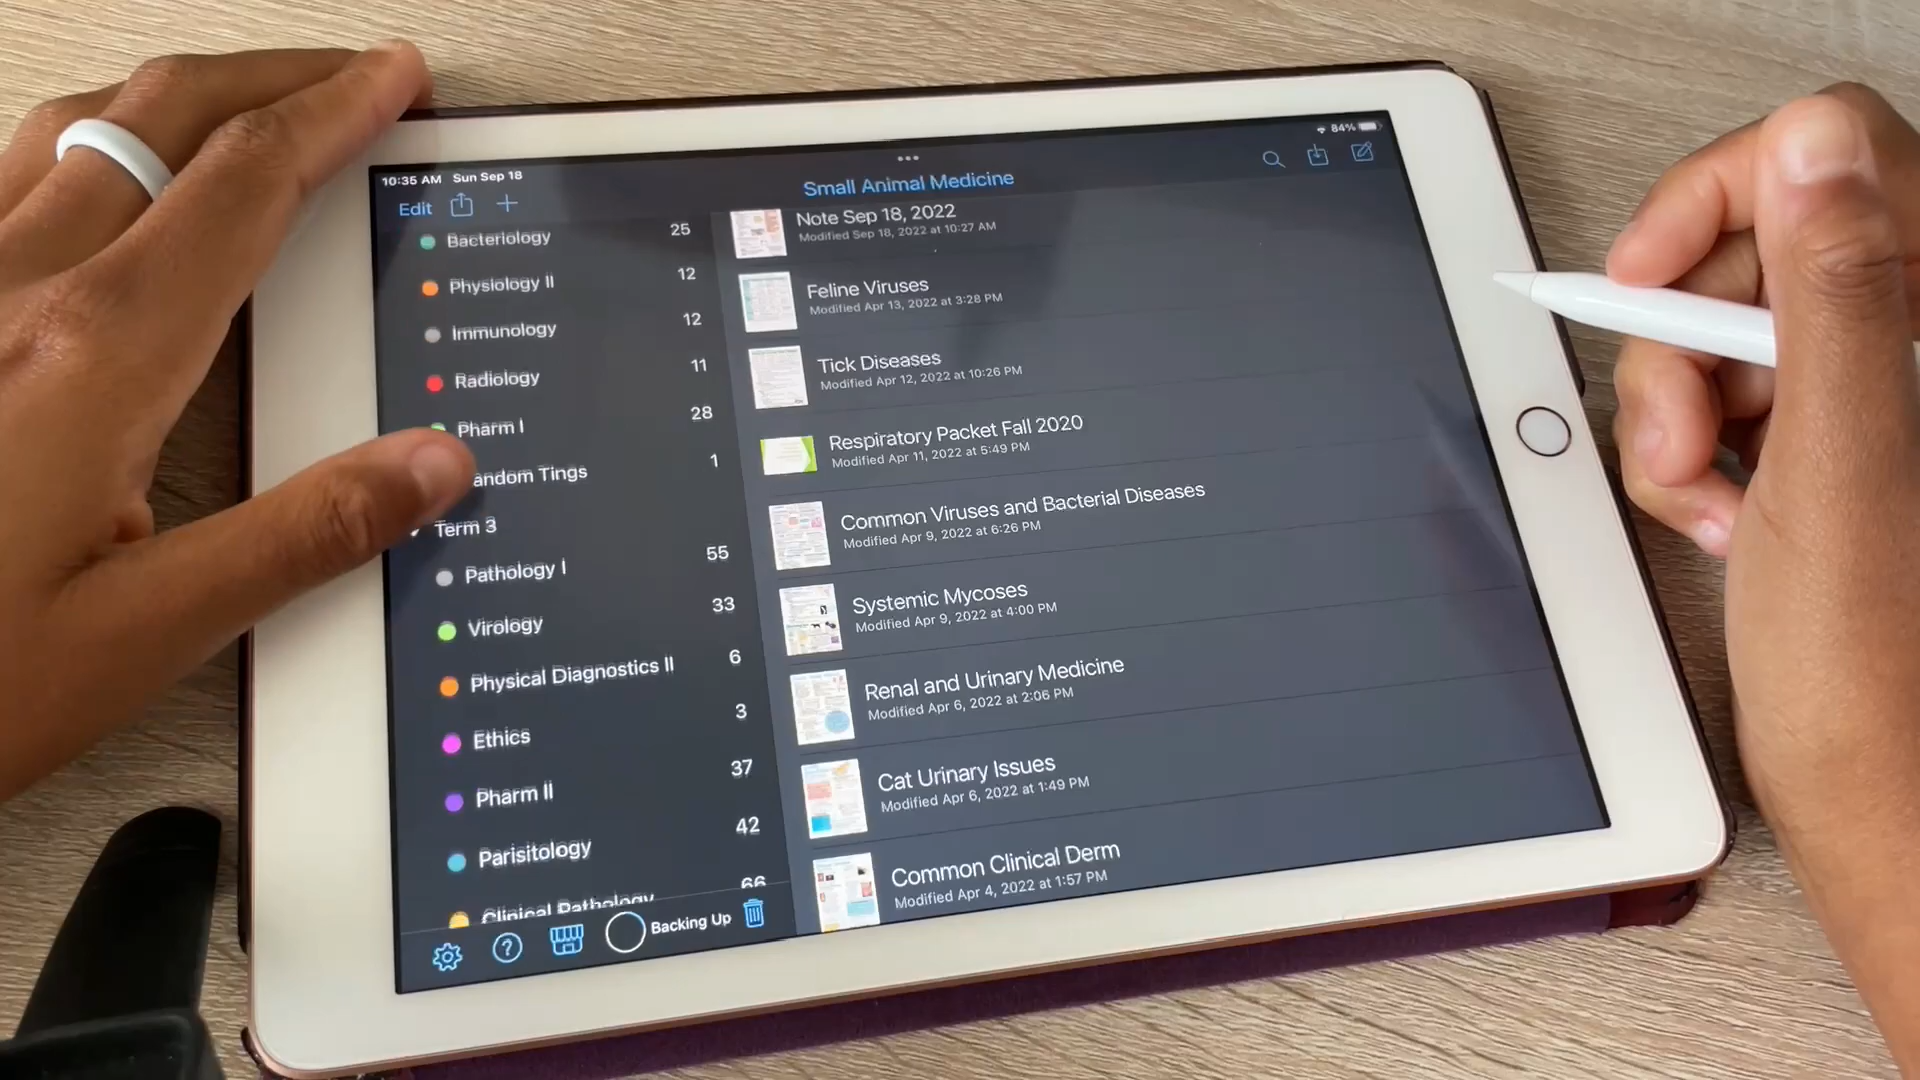 10:35 AM Sun Sep 18
84%
Edit
Small Animal Medicine
Bacteriology 25
Physiology II 12
Immunology 12
Radiology 11
Pharm I 28
andom Tings 1
Term 3
Pathology I 55
Virology 33
Physical Diagnostics II 6
Ethics 3
Pharm II 37
Parisitology 42
Clinical Pathology 66
Backing Up
Note Sep 18, 2022
Modified Sep 18, 2022 at 10:27 AM
Feline Viruses
Modified Apr 13, 2022 at 3:28 PM
Tick Diseases
Modified Apr 12, 2022 at 10:26 PM
Respiratory Packet Fall 2020
Modified Apr 11, 2022 at 5:49 PM
Common Viruses and Bacterial Diseases
Modified Apr 9, 2022 at 6:26 PM
Systemic Mycoses
Modified Apr 9, 2022 at 4:00 PM
Renal and Urinary Medicine
Modified Apr 6, 2022 at 2:06 PM
Cat Urinary Issues
Modified Apr 6, 2022 at 1:49 PM
Common Clinical Derm
Modified Apr 4, 2022 at 1:57 PM